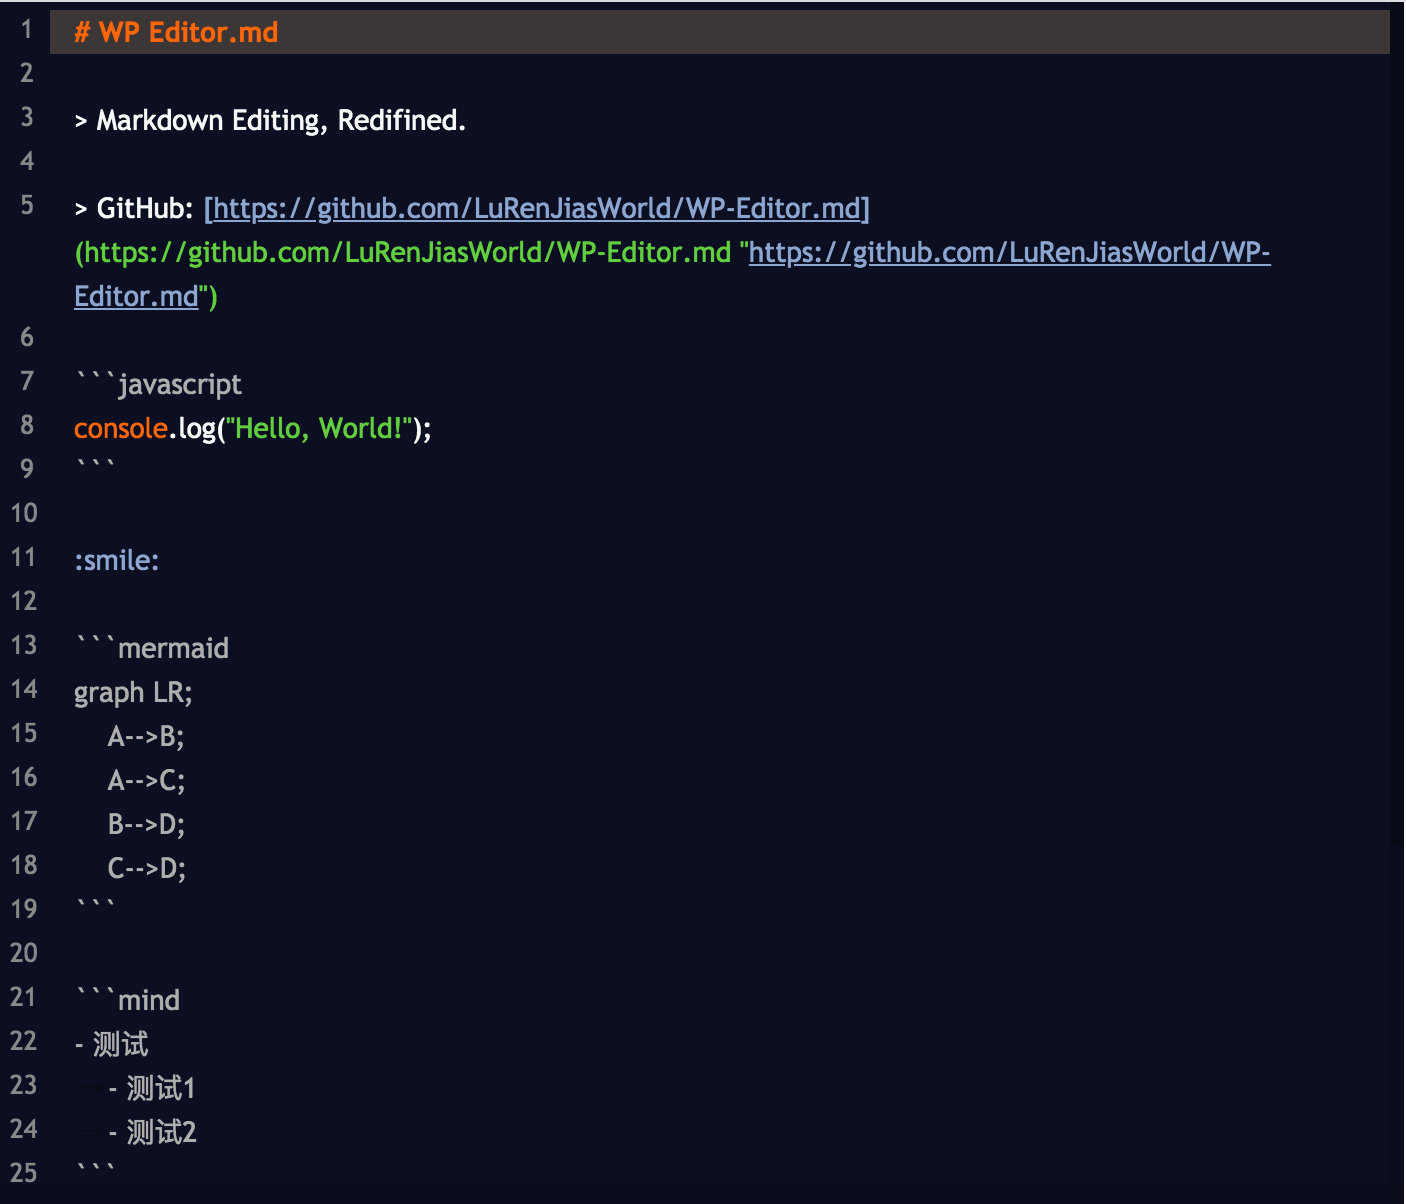 1 # WP Editor.md
2
3 > Markdown Editing, Redifined.
4
5 > GitHub: [https://github.com/LuRenJiasWorld/WP-Editor.md]
(https://github.com/LuRenJiasWorld/WP-Editor.md "https://github.com/LuRenJiasWorld/WP-
Editor.md")
6
7 ```javascript
8 console.log("Hello, World!");
9 ```
10
11 :smile:
12
13 ```mermaid
14 graph LR;
15     A-->B;
16     A-->C;
17     B-->D;
18     C-->D;
19 ```
20
21 ```mind
22 - 测试
23     - 测试1
24     - 测试2
25 ```